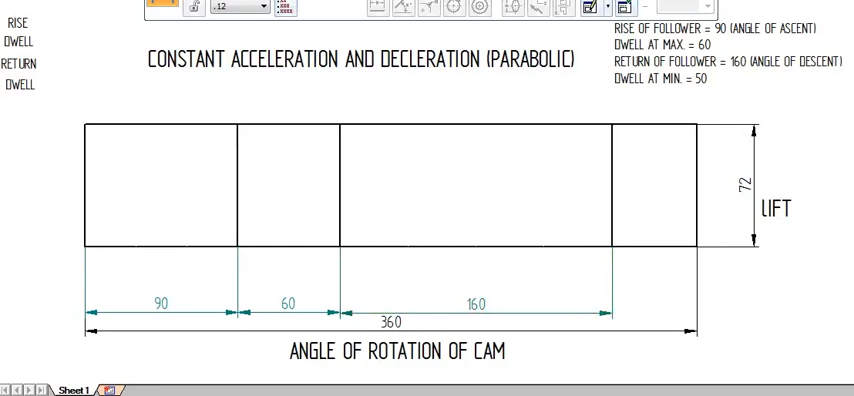 .12
RISE
DWELL
RETURN
DWELL
CONSTANT ACCELERATION AND DECLERATION (PARABOLIC)
RISE OF FOLLOWER = 90 (ANGLE OF ASCENT)
DWELL AT MAX. = 60
RETURN OF FOLLOWER = 160 (ANGLE OF DESCENT)
DWELL AT MIN. = 50
72
LIFT
90
60
160
360
ANGLE OF ROTATION OF CAM
Sheet1